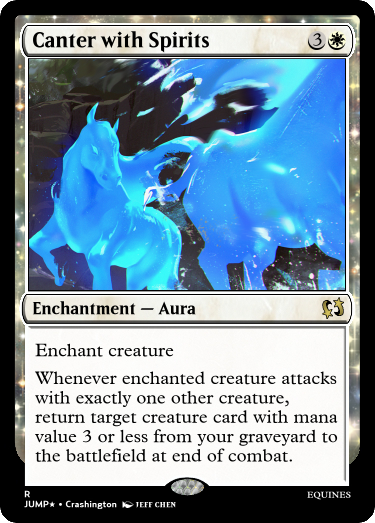 Canter with Spirits 3
Enchantment — Aura
Enchant creature
Whenever enchanted creature attacks
with exactly one other creature,
return target creature card with mana
value 3 or less from your graveyard to
the battlefield at end of combat.
R
JUMP★ • Crashington JEFF CHEN
EQUINES